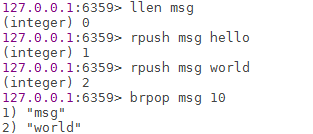 127.0.0.1:6359> llen msg
(integer) 0
127.0.0.1:6359> rpush msg hello
(integer) 1
127.0.0.1:6359> rpush msg world
(integer) 2
127.0.0.1:6359> brpop msg 10
1) "msg"
2) "world"